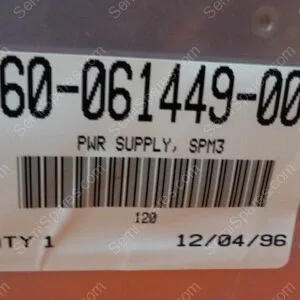 60-061449-00
PWR SUPPLY, SPM3
120
TY 1 12/04/96